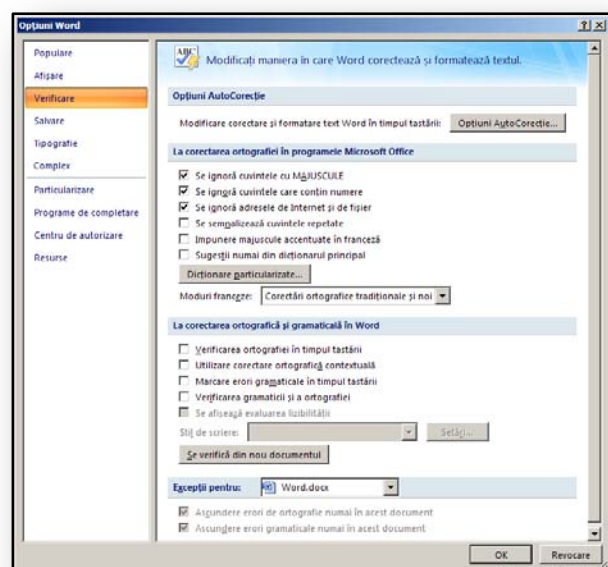 Opțiuni Word
Populare
Afișare
Verificare
Salvare
Tipografie
Complex
Particularizare
Programe de completare
Centru de autorizare
Resurse
ABC
Modificați maniera în care Word corectează și formatează textul.
Opțiuni AutoCorecție
Modificare corectare și formatare text Word în timpul tastării:
Opțiuni AutoCorecție...
La corectarea ortografiei în programele Microsoft Office
Se ignoră cuvintele cu MAJUSCULE
Se ignoră cuvintele care conțin numere
Se ignoră adresele de Internet și de fișier
Se semnalizează cuvintele repetate
Impunere majuscule accentuate în franceză
Sugestii numai din dicționarul principal
Dicționare particularizate...
Moduri franceze: Corectări ortografice tradiționale și noi
La corectarea ortografică și gramaticală în Word
Verificarea ortografiei în timpul tastării
Utilizare corectare ortografică contextuală
Marcare erori gramaticale în timpul tastării
Verificarea gramaticii și a ortografiei
Se afișează evaluarea lizibilității
Stil de scriere:
Setări...
Se verifică din nou documentul
Excepții pentru: Word.docx
Ascundere erori de ortografie numai în acest document
Ascundere erori gramaticale numai în acest document
OK
Revocare